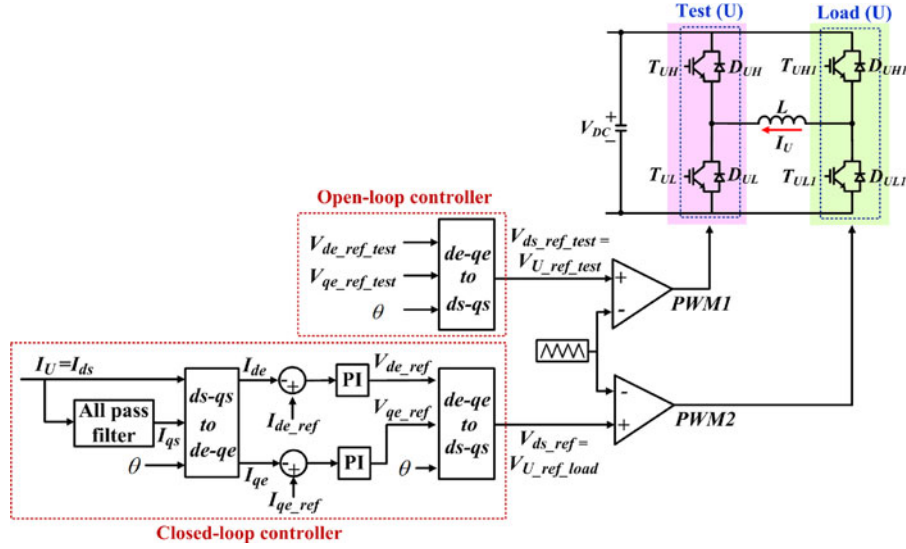 Test (U)
Load (U)
T_UH
D_UH
T_UH1
D_UH1
L
V_DC
+
-
I_U
T_UL
D_UL
T_UL1
D_UL1
Open-loop controller
V_de_ref_test
V_qe_ref_test
θ
de-qe
to
ds-qs
V_ds_ref_test =
V_U_ref_test
+
-
PWM1
I_U=I_ds
All pass
filter
I_qs
θ
ds-qs
to
de-qe
I_de
-
+
I_de_ref
PI
V_de_ref
I_qe
-
+
I_qe_ref
PI
V_qe_ref
θ
de-qe
to
ds-qs
V_ds_ref =
V_U_ref_load
-
+
PWM2
Closed-loop controller